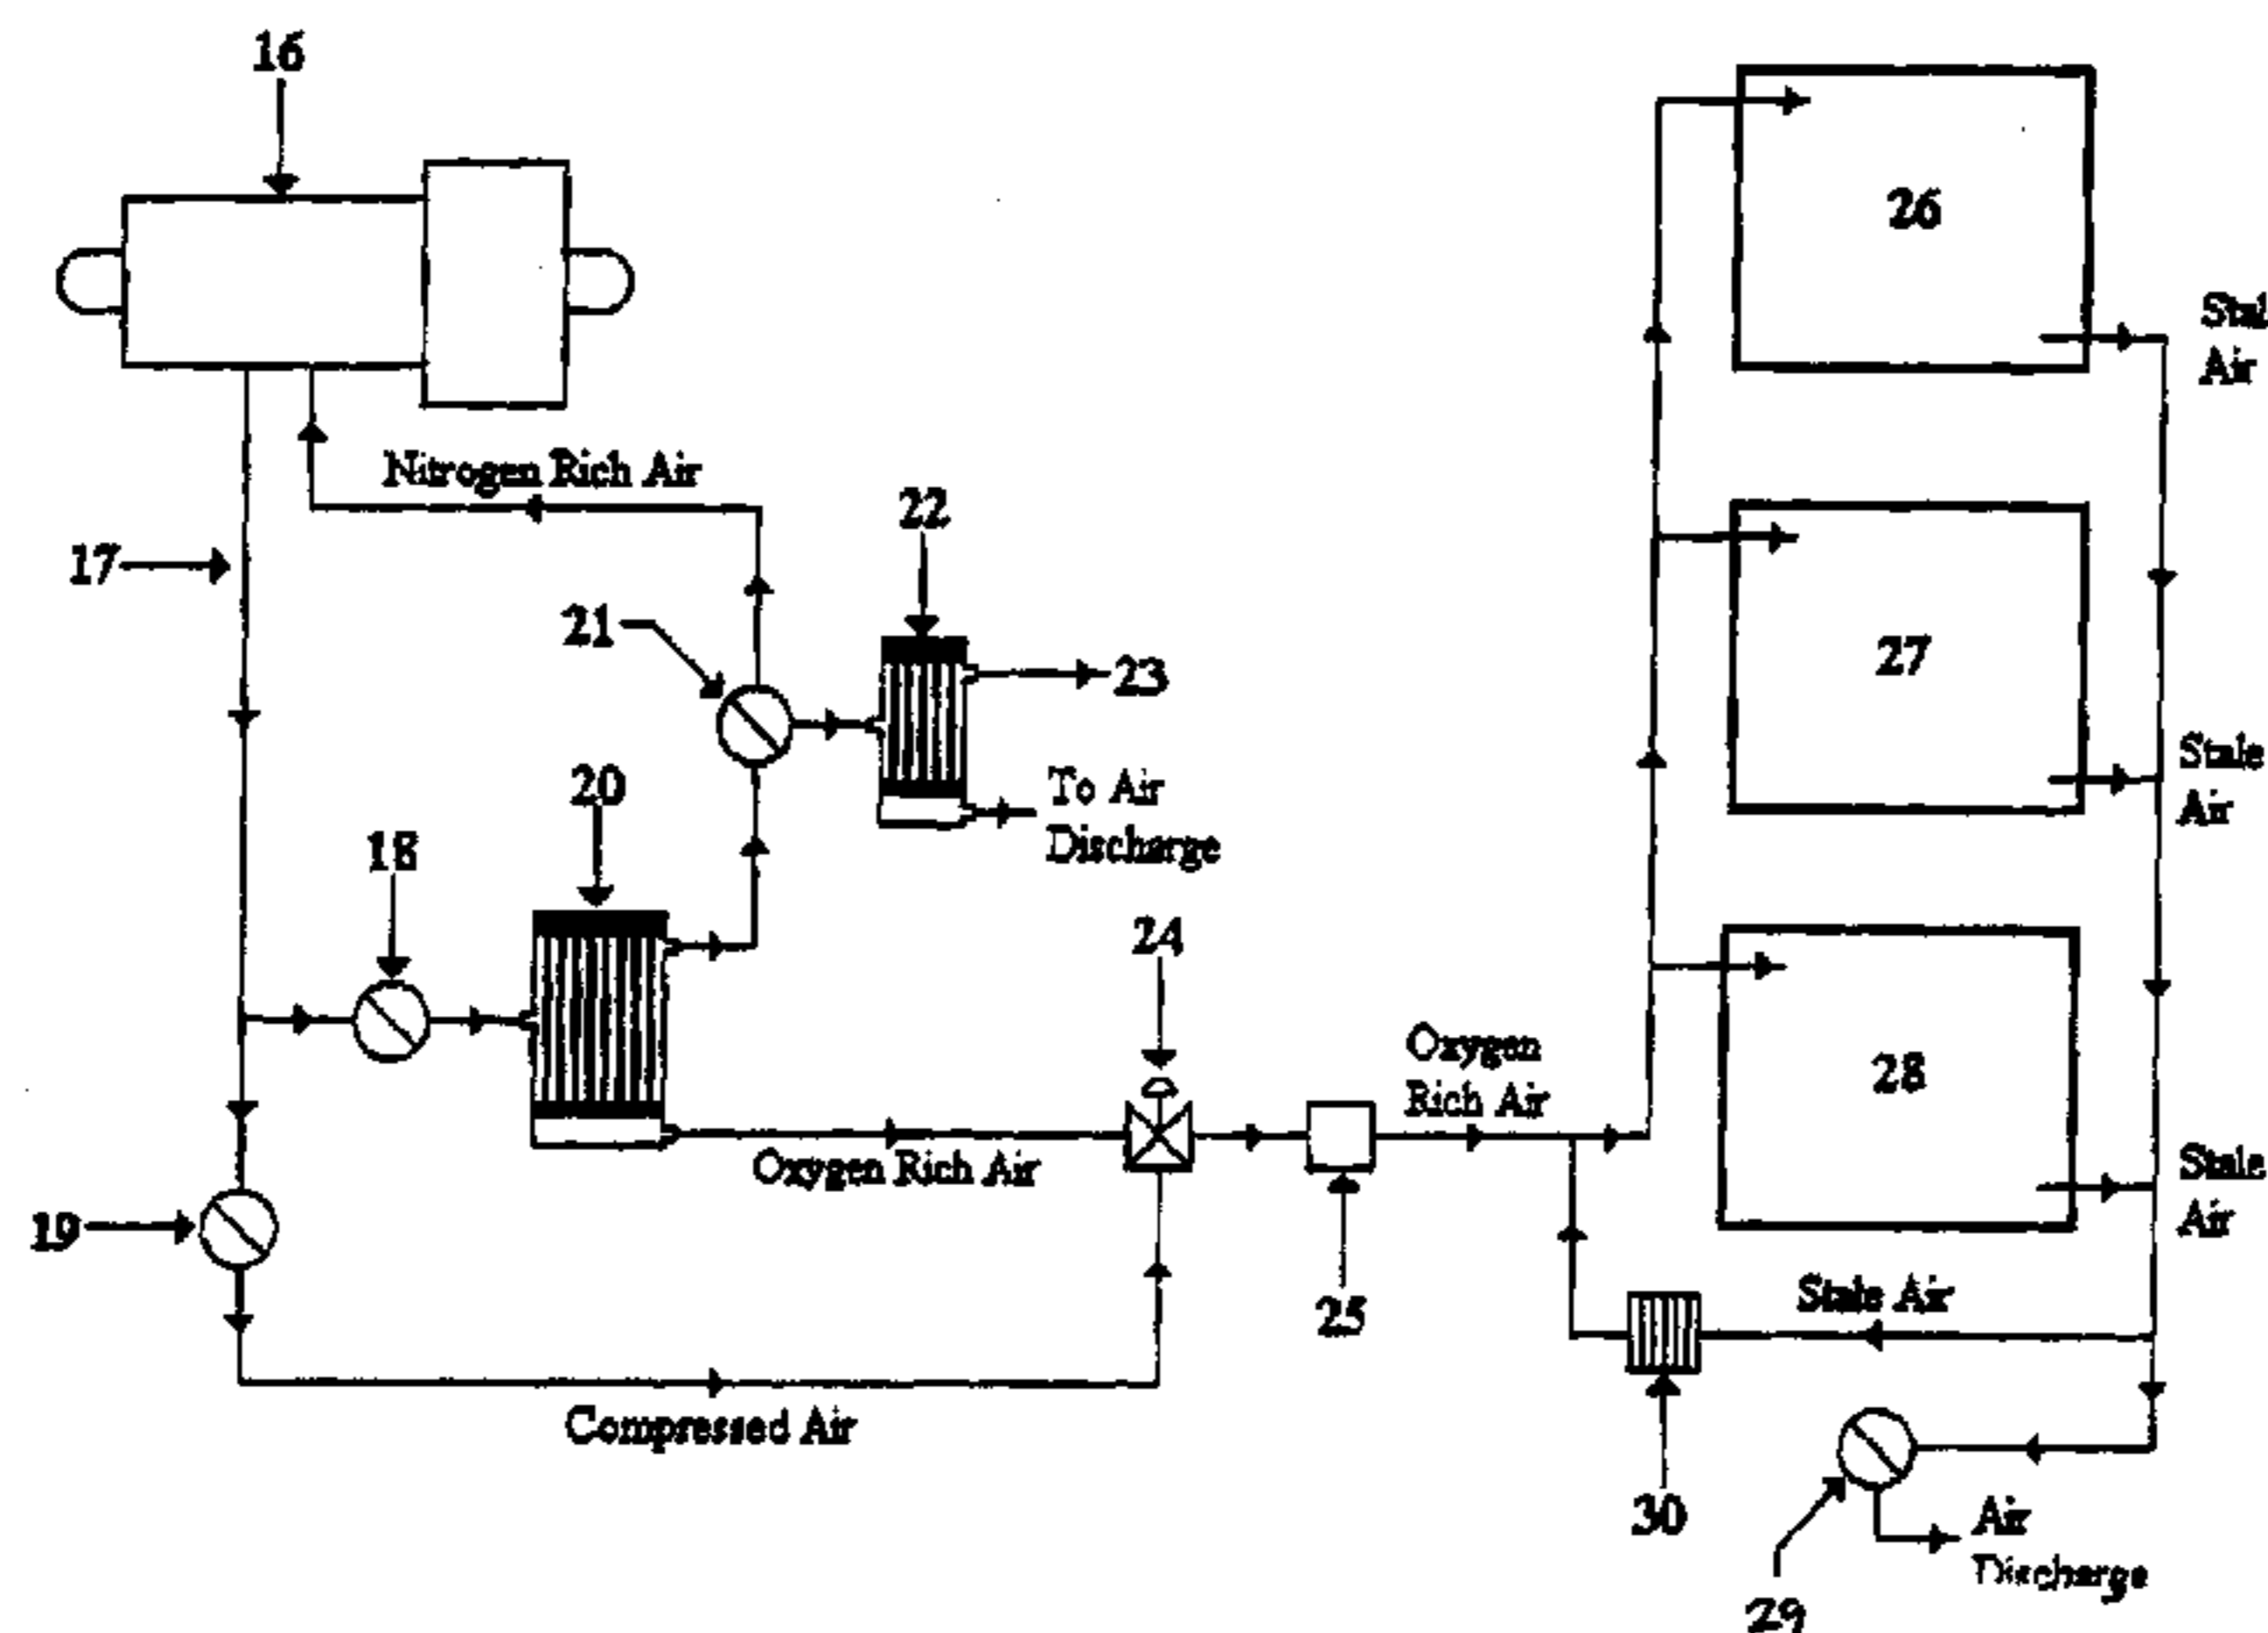 16
26
Stal
Air
Nitrogen Rich Air
22
17
21
27
23
Stale
Air
20
To Air
Discharge
18
24
Oxygen
Rich Air
28
Oxygen Rich Air
Stale
Air
19
25
Stale Air
Compressed Air
30
Air
Discharge
29